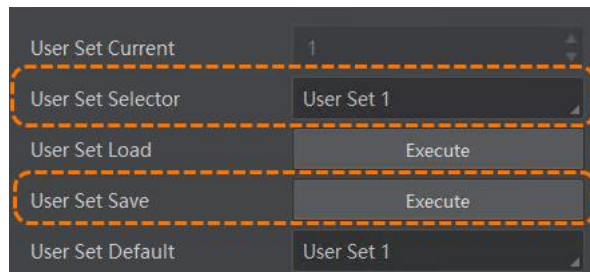 User Set Current 1
User Set Selector User Set 1
User Set Load Execute
User Set Save Execute
User Set Default User Set 1